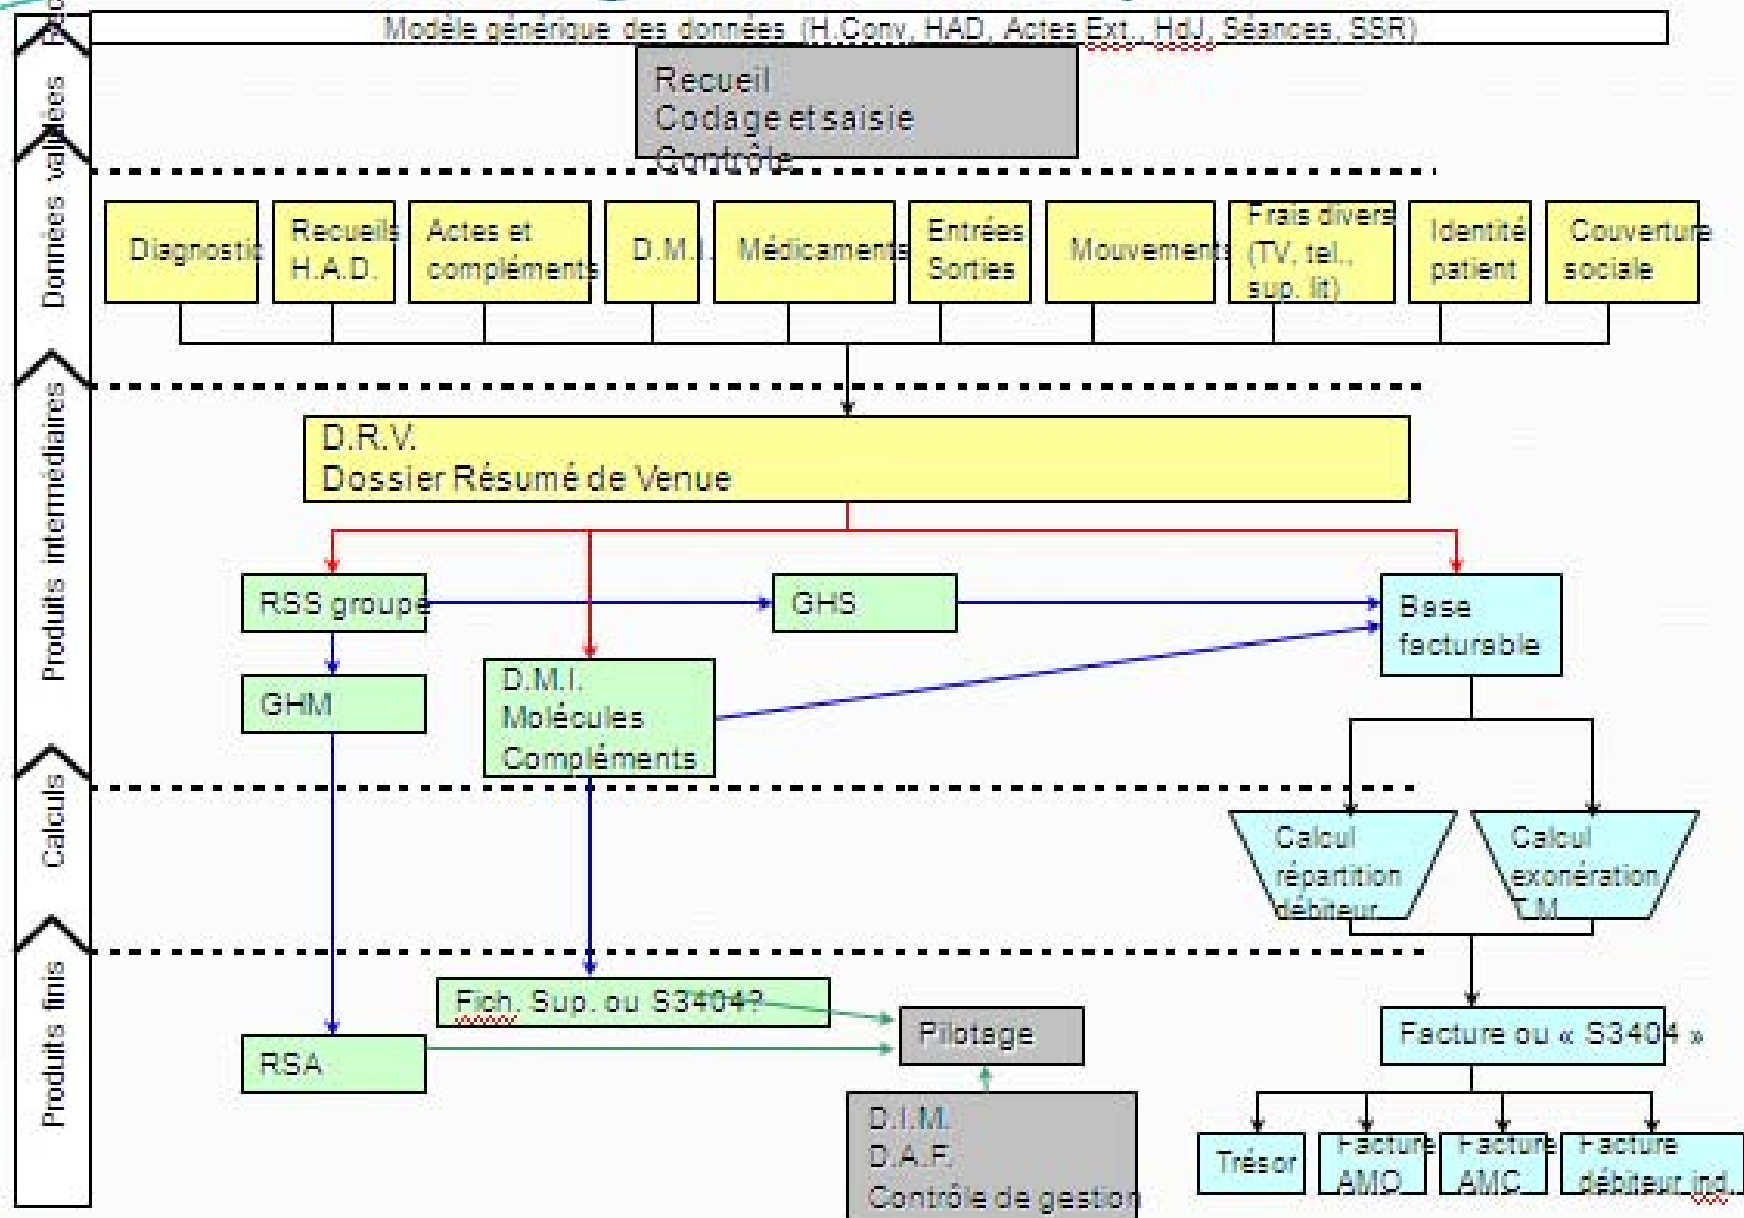 Modèle générique des données (H.Conv, HAD, Actes Ext., HdJ, Séances, SSR)
Recueil
Codage et saisie
Contrôle
Données validées
Diagnostic
Recueils
H.A.D.
Actes et
compléments
D.M.I.
Médicaments
Entrées
Sorties
Mouvements
Frais divers
(TV, tel.,
sup. lit)
Identité
patient
Couverture
sociale
Produits intermédiaires
D.R.V.
Dossier Résumé de Venue
RSS groupé
GHS
Base
facturable
GHM
D.M.I.
Molécules
Compléments
Calculs
Calcul
répartition
débiteur
Calcul
exonération
T.M.
Produits finis
Fich. Sup. ou S3404?
Pilotage
Facture ou « S3404 »
RSA
D.I.M.
D.A.F.
Contrôle de gestion
Trésor
Facture
AMO
Facture
AMC
Facture
débiteur ind.